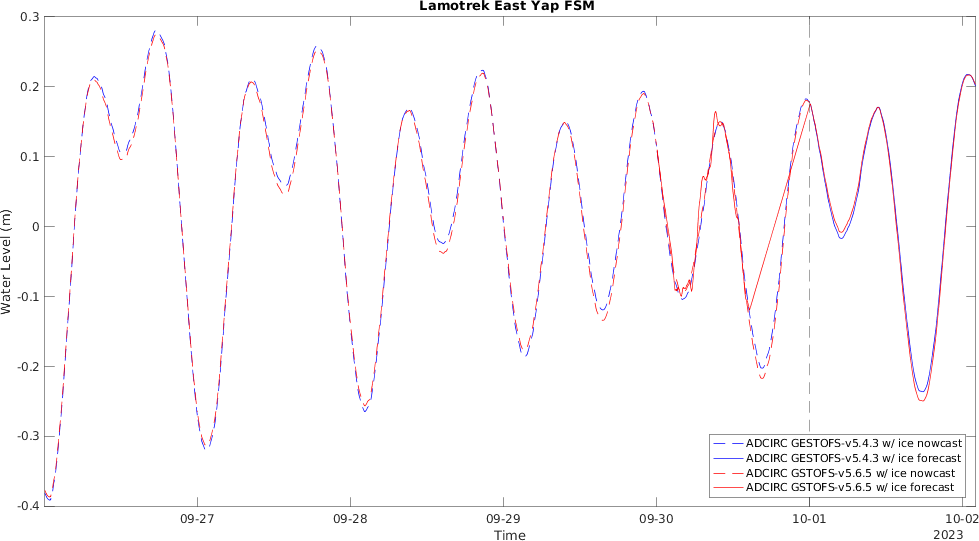 Lamotrek East Yap FSM
Water Level (m)
0.3
0.2
0.1
0
-0.1
-0.2
-0.3
-0.4
ADCIRC GESTOFS-v5.4.3 w/ ice nowcast
ADCIRC GESTOFS-v5.4.3 w/ ice forecast
ADCIRC GSTOFS-v5.6.5 w/ ice nowcast
ADCIRC GSTOFS-v5.6.5 w/ ice forecast
09-27
09-28
09-29
09-30
10-01
10-02
Time
2023